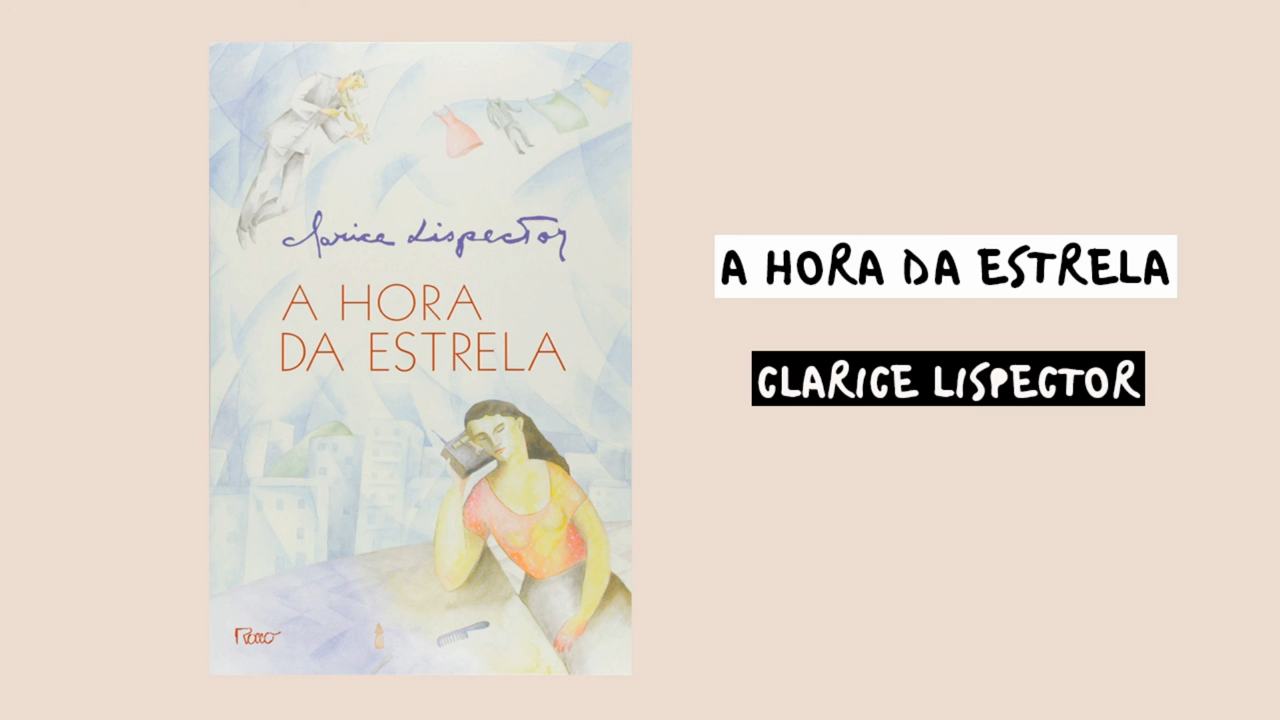 clarice Lispector
A HORA
DA ESTRELA
Rocco
A HORA DA ESTRELA
CLARICE LISPECTOR